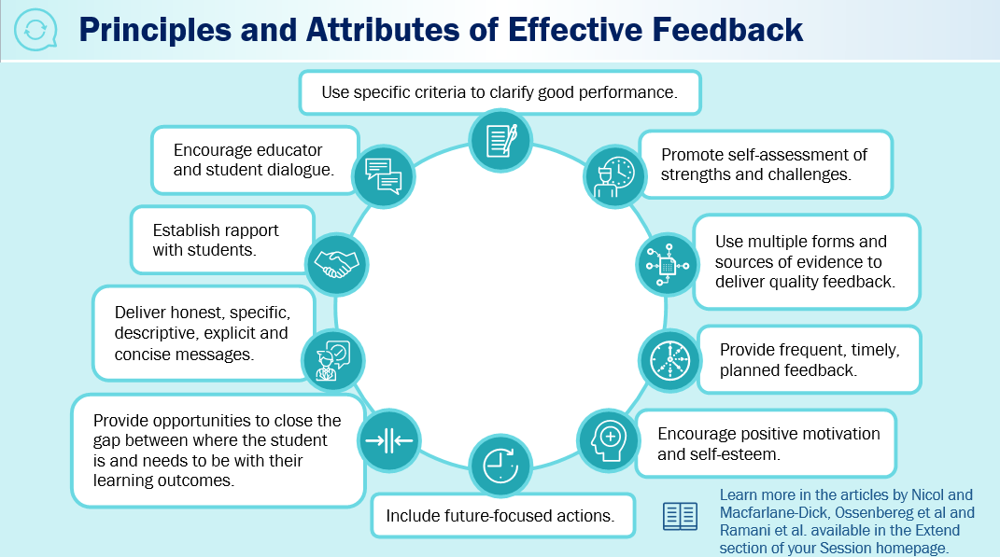 Principles and Attributes of Effective Feedback
Use specific criteria to clarify good performance.
Promote self-assessment of
strengths and challenges.
Use multiple forms and
sources of evidence to
deliver quality feedback.
Provide frequent, timely,
planned feedback.
Encourage positive motivation
and self-esteem.
Include future-focused actions.
Provide opportunities to close the
gap between where the student
is and needs to be with their
learning outcomes.
Deliver honest, specific,
descriptive, explicit and
concise messages.
Establish rapport
with students.
Encourage educator
and student dialogue.
Learn more in the articles by Nicol and
Macfarlane-Dick, Ossenbereg et al and
Ramani et al. available in the Extend
section of your Session homepage.